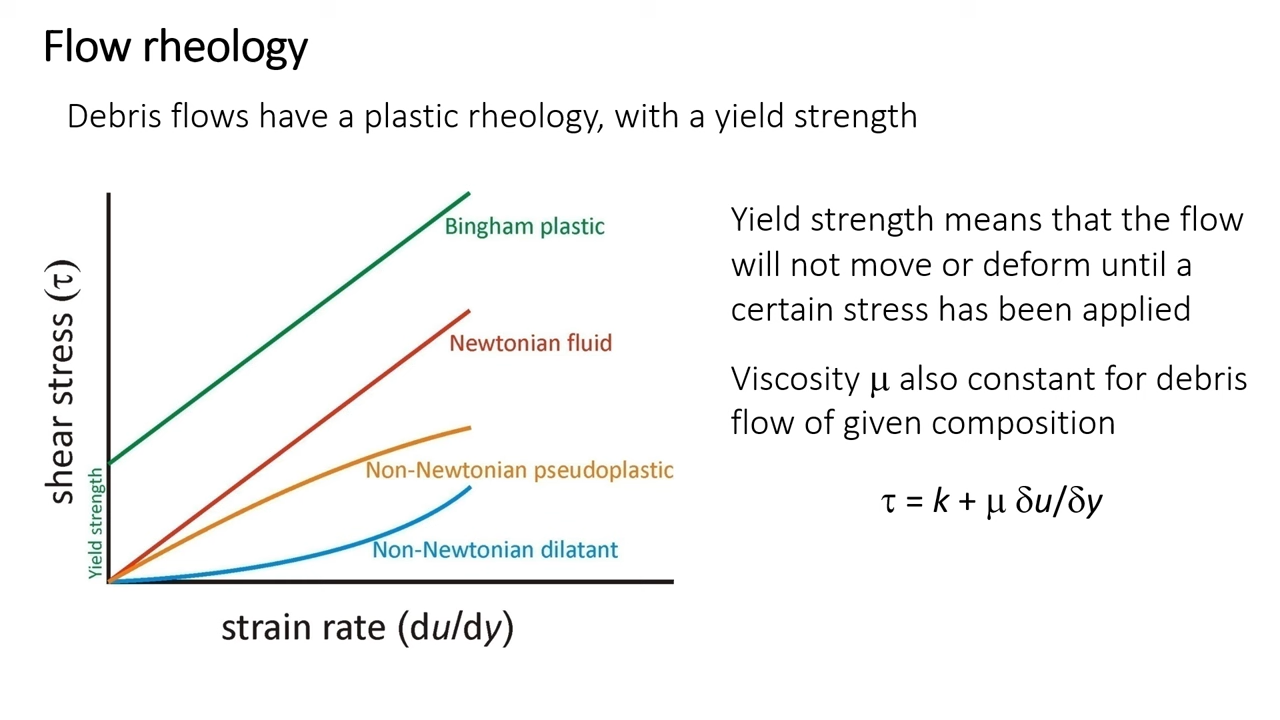 Flow rheology
Debris flows have a plastic rheology, with a yield strength
shear stress (τ)
Yield strength
Bingham plastic
Newtonian fluid
Non-Newtonian pseudoplastic
Non-Newtonian dilatant
strain rate (du/dy)
Yield strength means that the flow
will not move or deform until a
certain stress has been applied
Viscosity μ also constant for debris
flow of given composition
τ = k + μ δu/δy